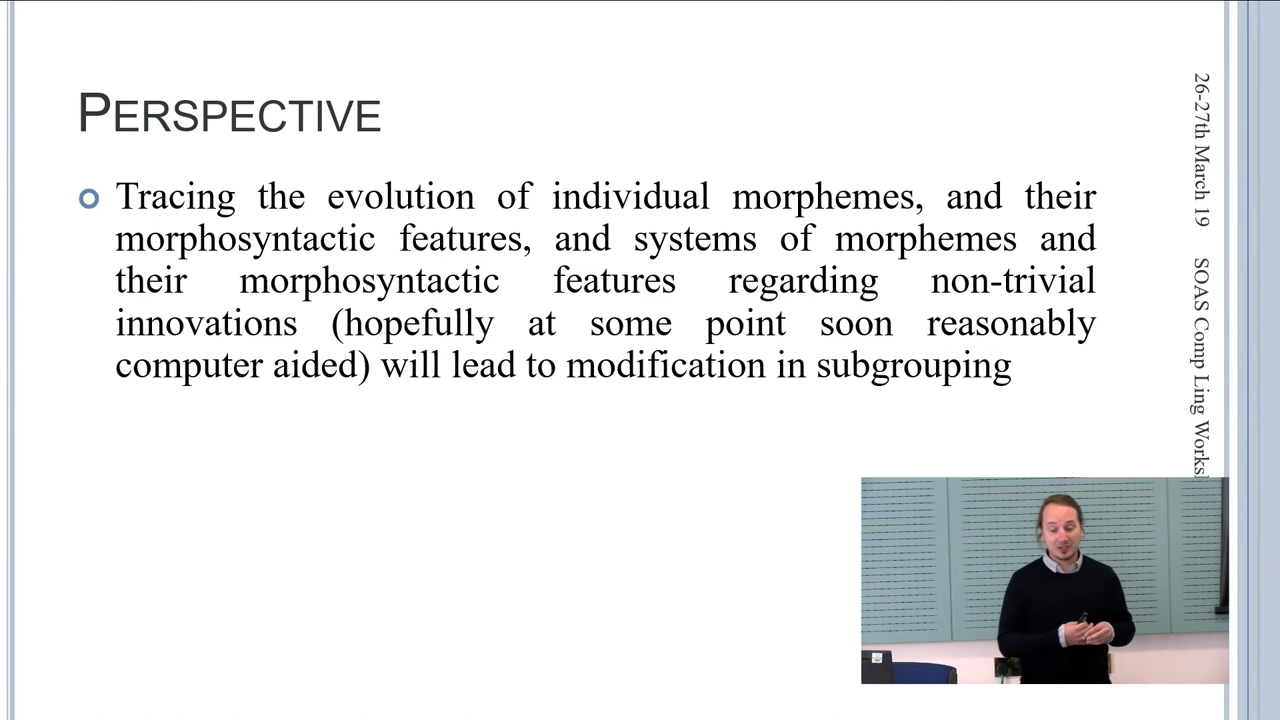 PERSPECTIVE
Tracing the evolution of individual morphemes, and their
morphosyntactic features, and systems of morphemes and
their morphosyntactic features regarding non-trivial
innovations (hopefully at some point soon reasonably
computer aided) will lead to modification in subgrouping
26-27th March 19 SOAS Comp Ling